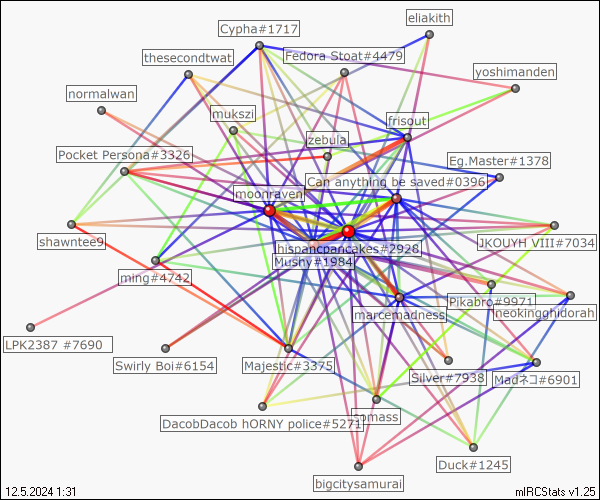 eliakith
Cypha#1717
thesecondtwat
Fedora Stoat#4479
yoshimanden
normalwan
mukszi
frisout
zebula
Pocket Persona#3326
Eg.Master#1378
Can anything be saved#0396
moonraven
shawntee9
hispancpancakes#2928
JKOUYH VIII#7034
Mushy#1984
ming#4742
Pikabro#9971
neokingghidorah
marcemadness
LPK2387 #7690
Swirly Boi#6154
Majestic#3375
Silver#7938
Madネコ#6901
DacobDacob hORNY police#5271
Duck#1245
bigcitysamurai
12.5.2024 1:31
mIRCStats v1.25